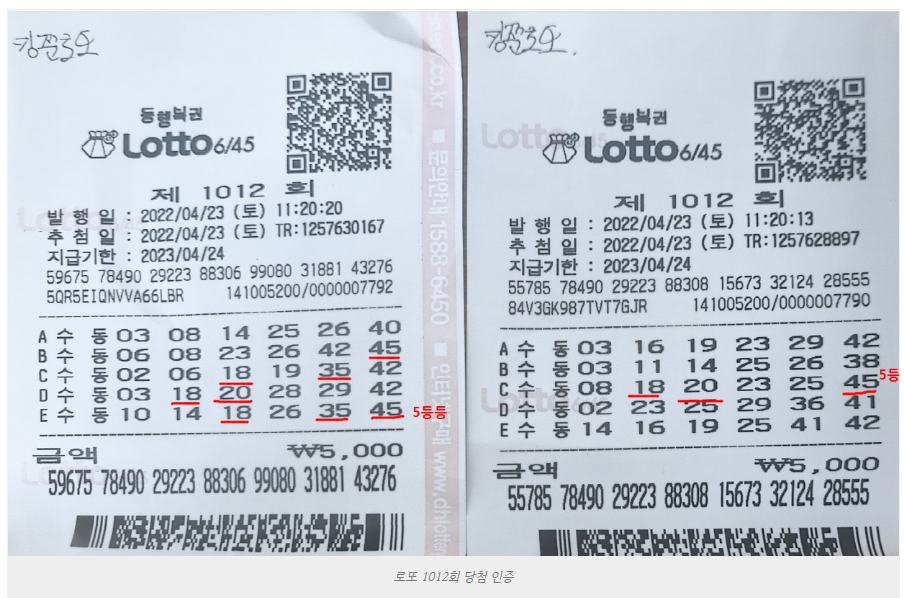 킹쫀로또
동행복권
Lotto 6/45
제 1012 회
발 행 일 : 2022/04/23 (토) 11:20:20
추 첨 일 : 2022/04/23 (토) TR:1257630167
지급기한 : 2023/04/24
59675 78490 29223 88306 99080 31881 43276
5QR5EIQNVVA66LBR 141005200/0000007792
A 수 동 03 08 14 25 26 40
B 수 동 06 08 23 26 42 45
C 수 동 02 06 18 19 35 42
D 수 동 03 18 20 28 29 42
E 수 동 10 14 18 26 35 45 5등등
금액 ₩5,000
59675 78490 29223 88306 99080 31881 43276
문의안내 1588-6450
킹쫀로또.
동행복권
Lotto 6/45
제 1012 회
발 행 일 : 2022/04/23 (토) 11:20:13
추 첨 일 : 2022/04/23 (토) TR:1257628897
지급기한 : 2023/04/24
55785 78490 29223 88308 15673 32124 28555
84V3GK987TVT7GJR 141005200/0000007790
A 수 동 03 16 19 23 29 42
B 수 동 03 11 14 25 26 38
C 수 동 08 18 20 23 25 45 5등
D 수 동 02 23 25 29 36 41
E 수 동 14 16 19 25 41 42
금액 ₩5,000
55785 78490 29223 88308 15673 32124 28555
로또 1012회 당첨 인증